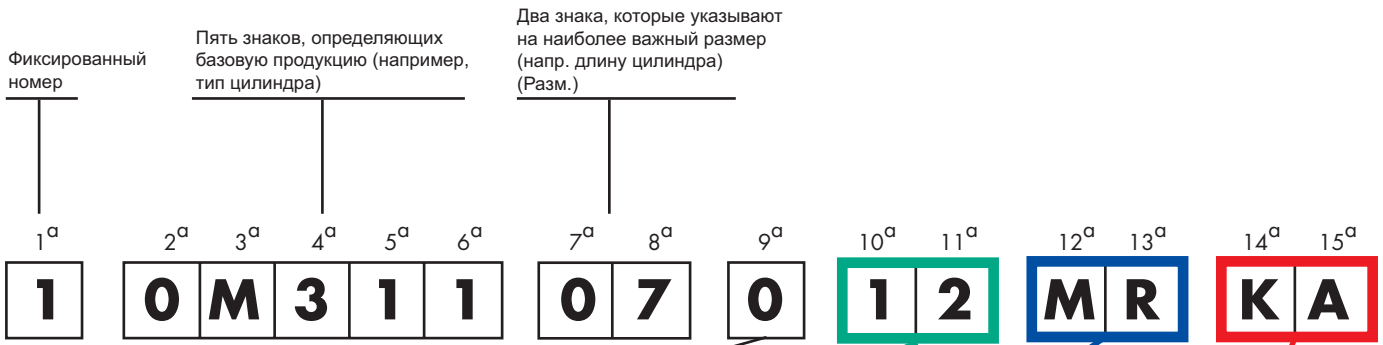 Фиксированный
номер
Пять знаков, определяющих
базовую продукцию (например,
тип цилиндра)
Два знака, которые указывают
на наиболее важный размер
(напр. длину цилиндра)
(Разм.)
1ª 2ª 3ª 4ª 5ª 6ª 7ª 8ª 9ª 10ª 11ª 12ª 13ª 14ª 15ª
1 0 M 3 1 1 0 7 0 1 2 M R K A